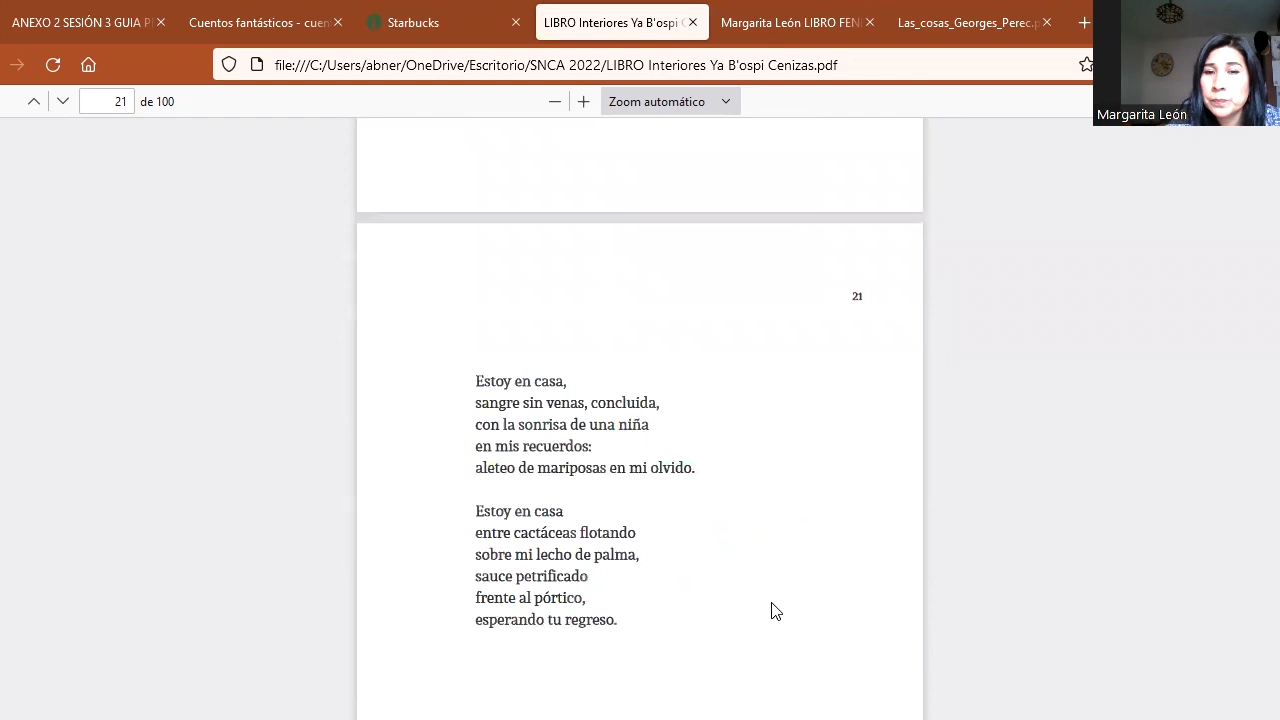 ANEXO 2 SESIÓN 3 GUIA P
Cuentos fantásticos - cuen
Starbucks
LIBRO Interiores Ya B'ospi C
Margarita León LIBRO FEN
Las_cosas_Georges_Perec.p
file:///C:/Users/abner/OneDrive/Escritorio/SNCA 2022/LIBRO Interiores Ya B'ospi Cenizas.pdf
21 de 100
Zoom automático
Margarita León
21
Estoy en casa,
sangre sin venas, concluida,
con la sonrisa de una niña
en mis recuerdos:
aleteo de mariposas en mi olvido.
Estoy en casa
entre cactáceas flotando
sobre mi lecho de palma,
sauce petrificado
frente al pórtico,
esperando tu regreso.